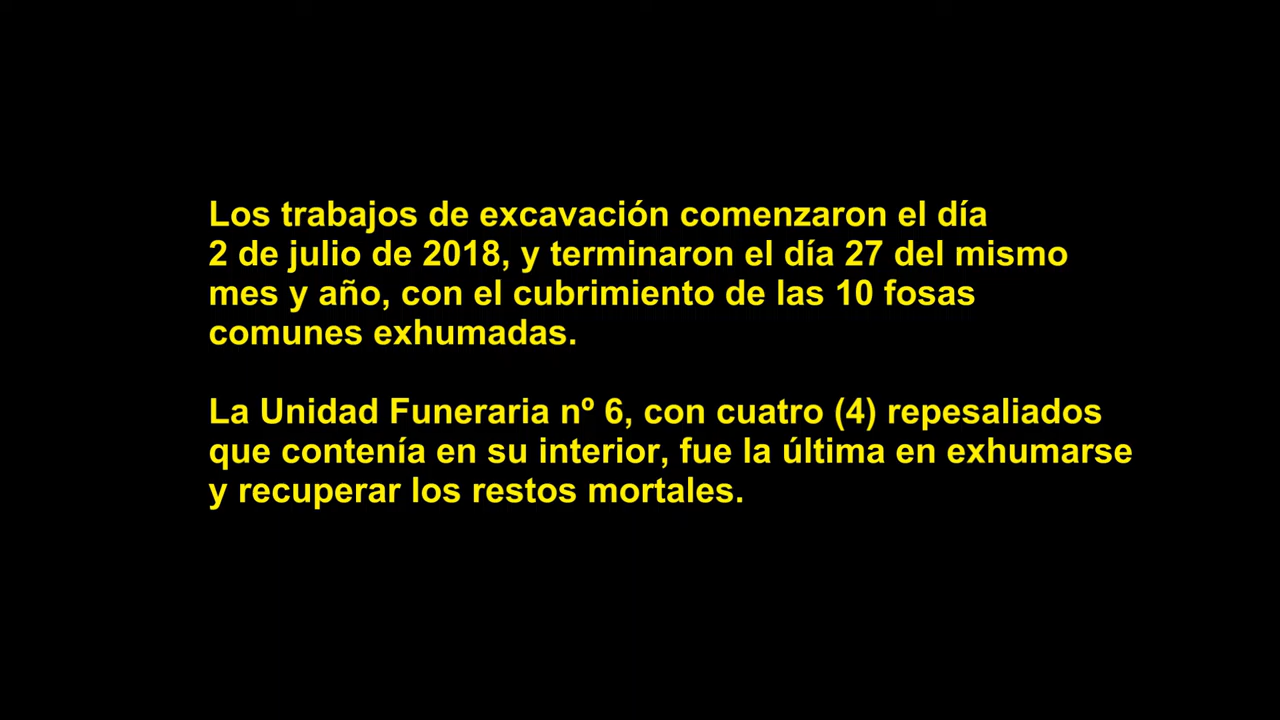 Los trabajos de excavación comenzaron el día
2 de julio de 2018, y terminaron el día 27 del mismo
mes y año, con el cubrimiento de las 10 fosas
comunes exhumadas.
La Unidad Funeraria nº 6, con cuatro (4) repesaliados
que contenía en su interior, fue la última en exhumarse
y recuperar los restos mortales.